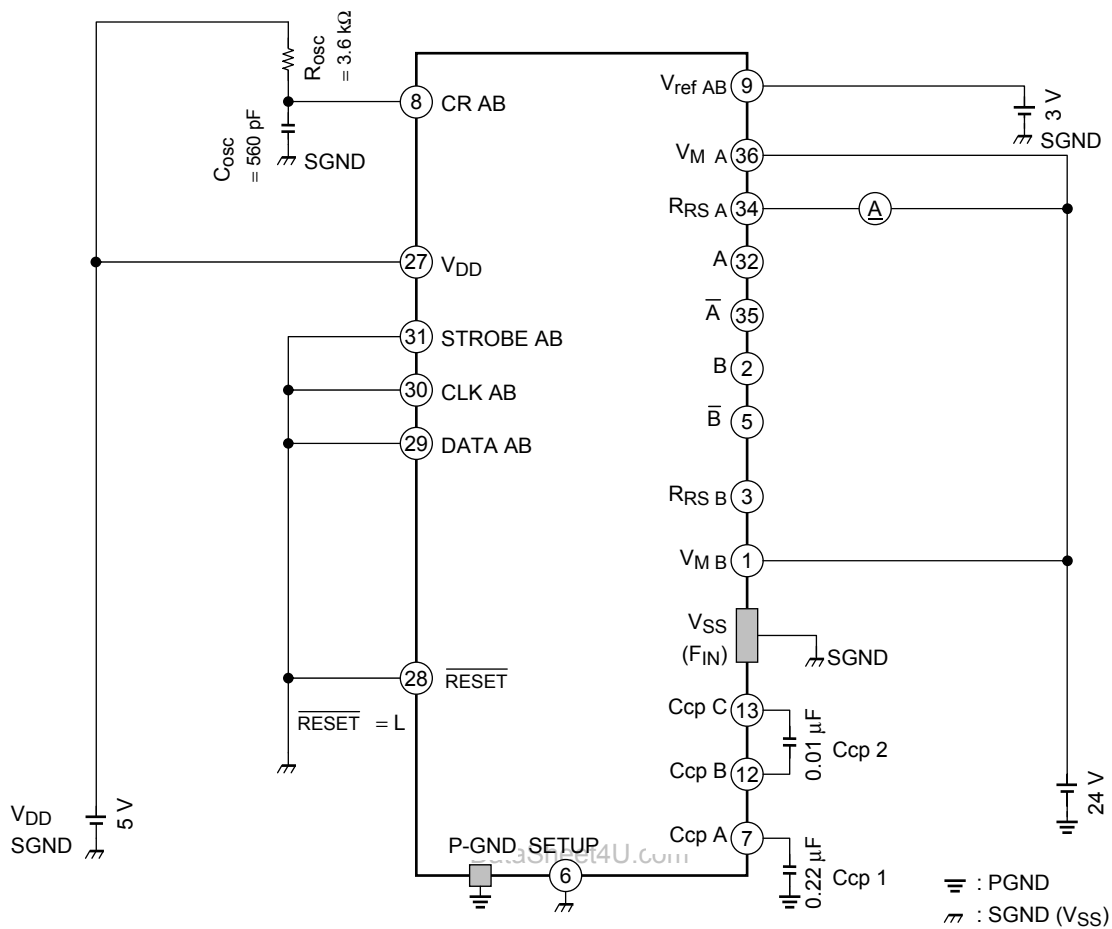 Rosc
= 3.6 kΩ
8 CR AB
Cosc
= 560 pF
SGND
27 VDD
31 STROBE AB
30 CLK AB
29 DATA AB
28 RESET
RESET = L
VDD
SGND
5 V
P-GND SETUP
6
DataSheet4U.com
Vref AB 9
3 V
SGND
VM A 36
RRS A 34
A
A 32
A 35
B 2
B 5
RRS B 3
VM B 1
VSS
(FIN)
SGND
Ccp C 13
0.01 µF
Ccp 2
Ccp B 12
Ccp A 7
0.22 µF
Ccp 1
24 V
: PGND
: SGND (VSS)